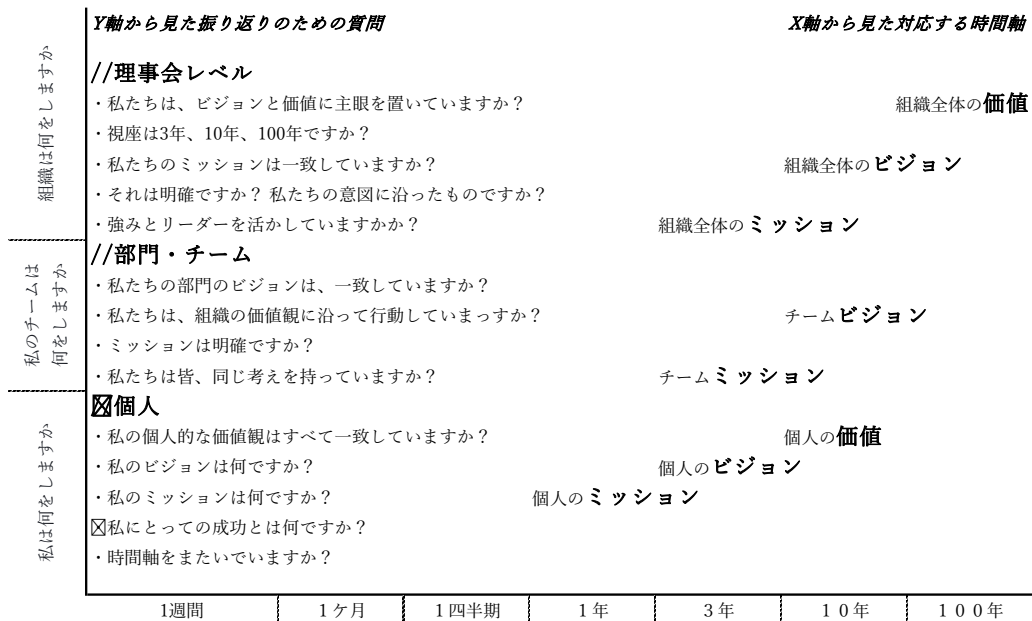 Y軸から見た振り返りのための質問 X軸から見た対応する時間軸
組織は何をしますか
//理事会レベル
・私たちは、ビジョンと価値に主眼を置いていますか？ 組織全体の価値
・視座は3年、10年、100年ですか？
・私たちのミッションは一致していますか？ 組織全体のビジョン
・それは明確ですか？ 私たちの意図に沿ったものですか？
・強みとリーダーを活かしていますかか？ 組織全体のミッション
私のチームは
何をしますか
//部門・チーム
・私たちの部門のビジョンは、一致していますか？
・私たちは、組織の価値観に沿って行動していまっすか？ チームビジョン
・ミッションは明確ですか？
・私たちは皆、同じ考えを持っていますか？ チームミッション
私は何をしますか
個人
・私の個人的な価値観はすべて一致していますか？ 個人の価値
・私のビジョンは何ですか？ 個人のビジョン
・私のミッションは何ですか？ 個人のミッション
私にとっての成功とは何ですか？
・時間軸をまたいでいますか？
1週間 1ケ月 1四半期 1年 3年 10年 100年